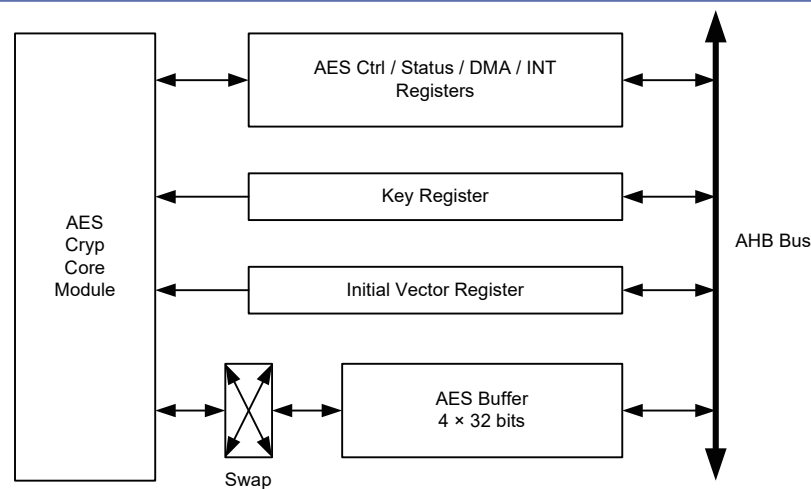 AES Ctrl / Status / DMA / INT
Registers
Key Register
AES
Cryp
Core
Module
AHB Bus
Initial Vector Register
AES Buffer
4 × 32 bits
Swap